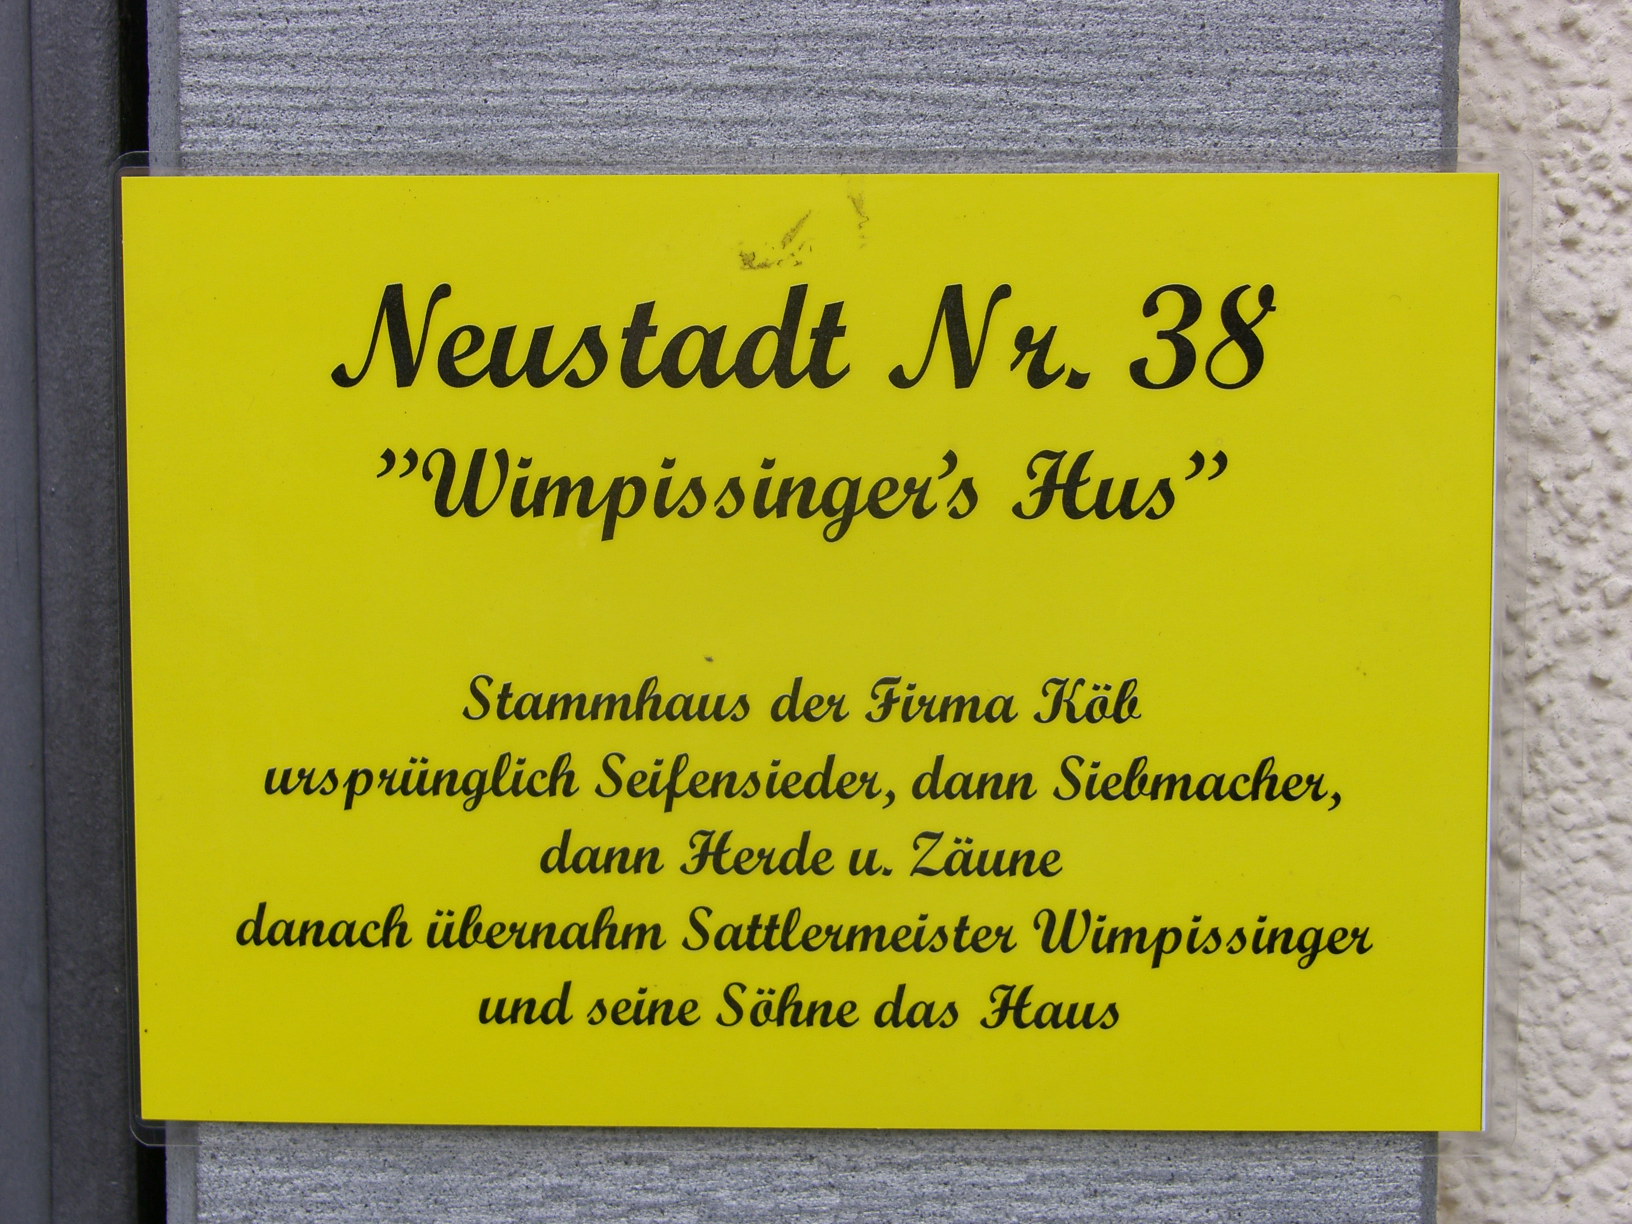 Neustadt Nr. 38
"Wimpissinger's Hus"
Stammhaus der Firma Köb
ursprünglich Seifensieder, dann Siebmacher,
dann Herde u. Zäune
danach übernahm Sattlermeister Wimpissinger
und seine Söhne das Haus